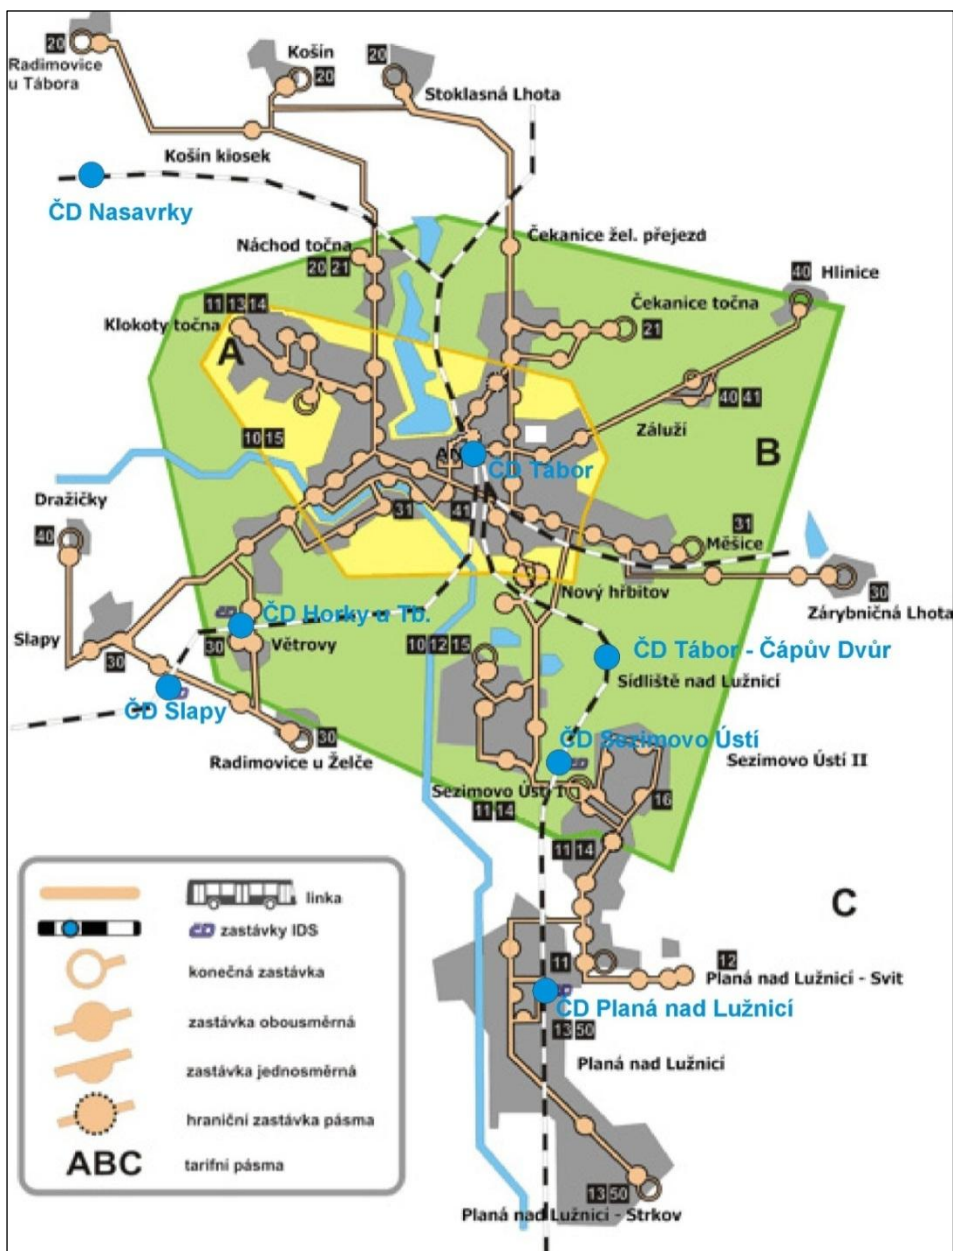 20
Radimovice
u Tábora
Košín
20
20
Stoklasná Lhota
Košín kiosek
ČD Nasavrky
Náchod točna
20 21
Čekanice žel. přejezd
40
Hlinice
11 13 14
Klokoty točna
A
Čekanice točna
21
40 41
Záluží
B
10 15
AN
ČD Tábor
Dražičky
40
31
41
31
Měšice
Nový hřbitov
30
Zárybničná Lhota
Slapy
30
ČD Horky u Tb.
30
Větrovy
10 12 15
ČD Tábor - Čápův Dvůr
Sídliště nad Lužnicí
ČD Slapy
30
Radimovice u Želče
ČD Sezimovo Ústí
Sezimovo Ústí II
Sezimovo Ústí I
11 14
16
11 14
C
11
12
Planá nad Lužnicí - Svit
ČD Planá nad Lužnicí
13 50
Planá nad Lužnicí
13 50
Planá nad Lužnicí - Strkov
linka
zastávky IDS
konečná zastávka
zastávka obousměrná
zastávka jednosměrná
hraniční zastávka pásma
ABC
tarifní pásma